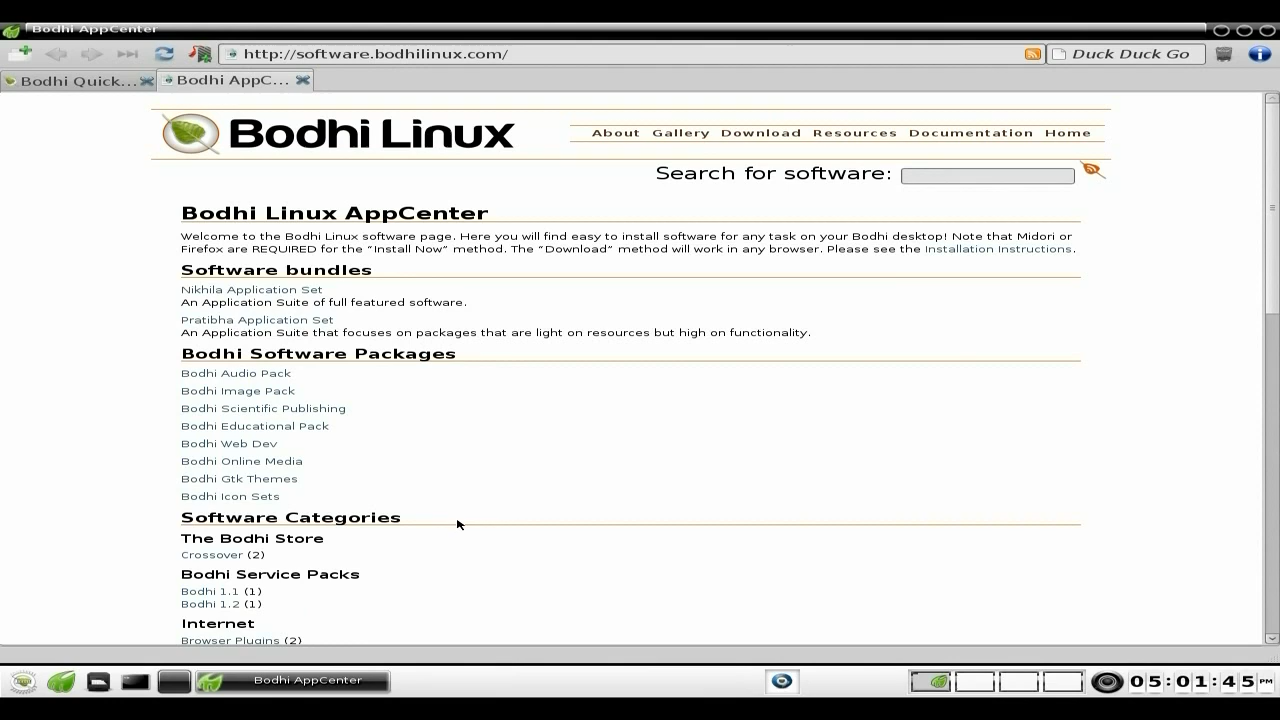 Bodhi AppCenter
http://software.bodhilinux.com/
Duck Duck Go
Bodhi Quick...
Bodhi AppC...
Bodhi Linux
About Gallery Download Resources Documentation Home
Search for software:
Bodhi Linux AppCenter
Welcome to the Bodhi Linux software page. Here you will find easy to install software for any task on your Bodhi desktop! Note that Midori or
Firefox are REQUIRED for the “Install Now” method. The “Download” method will work in any browser. Please see the Installation Instructions.
Software bundles
Nikhila Application Set
An Application Suite of full featured software.
Pratibha Application Set
An Application Suite that focuses on packages that are light on resources but high on functionality.
Bodhi Software Packages
Bodhi Audio Pack
Bodhi Image Pack
Bodhi Scientific Publishing
Bodhi Educational Pack
Bodhi Web Dev
Bodhi Online Media
Bodhi Gtk Themes
Bodhi Icon Sets
Software Categories
The Bodhi Store
Crossover (2)
Bodhi Service Packs
Bodhi 1.1 (1)
Bodhi 1.2 (1)
Internet
Browser Plugins (2)
Bodhi AppCenter
05:01:45 PM